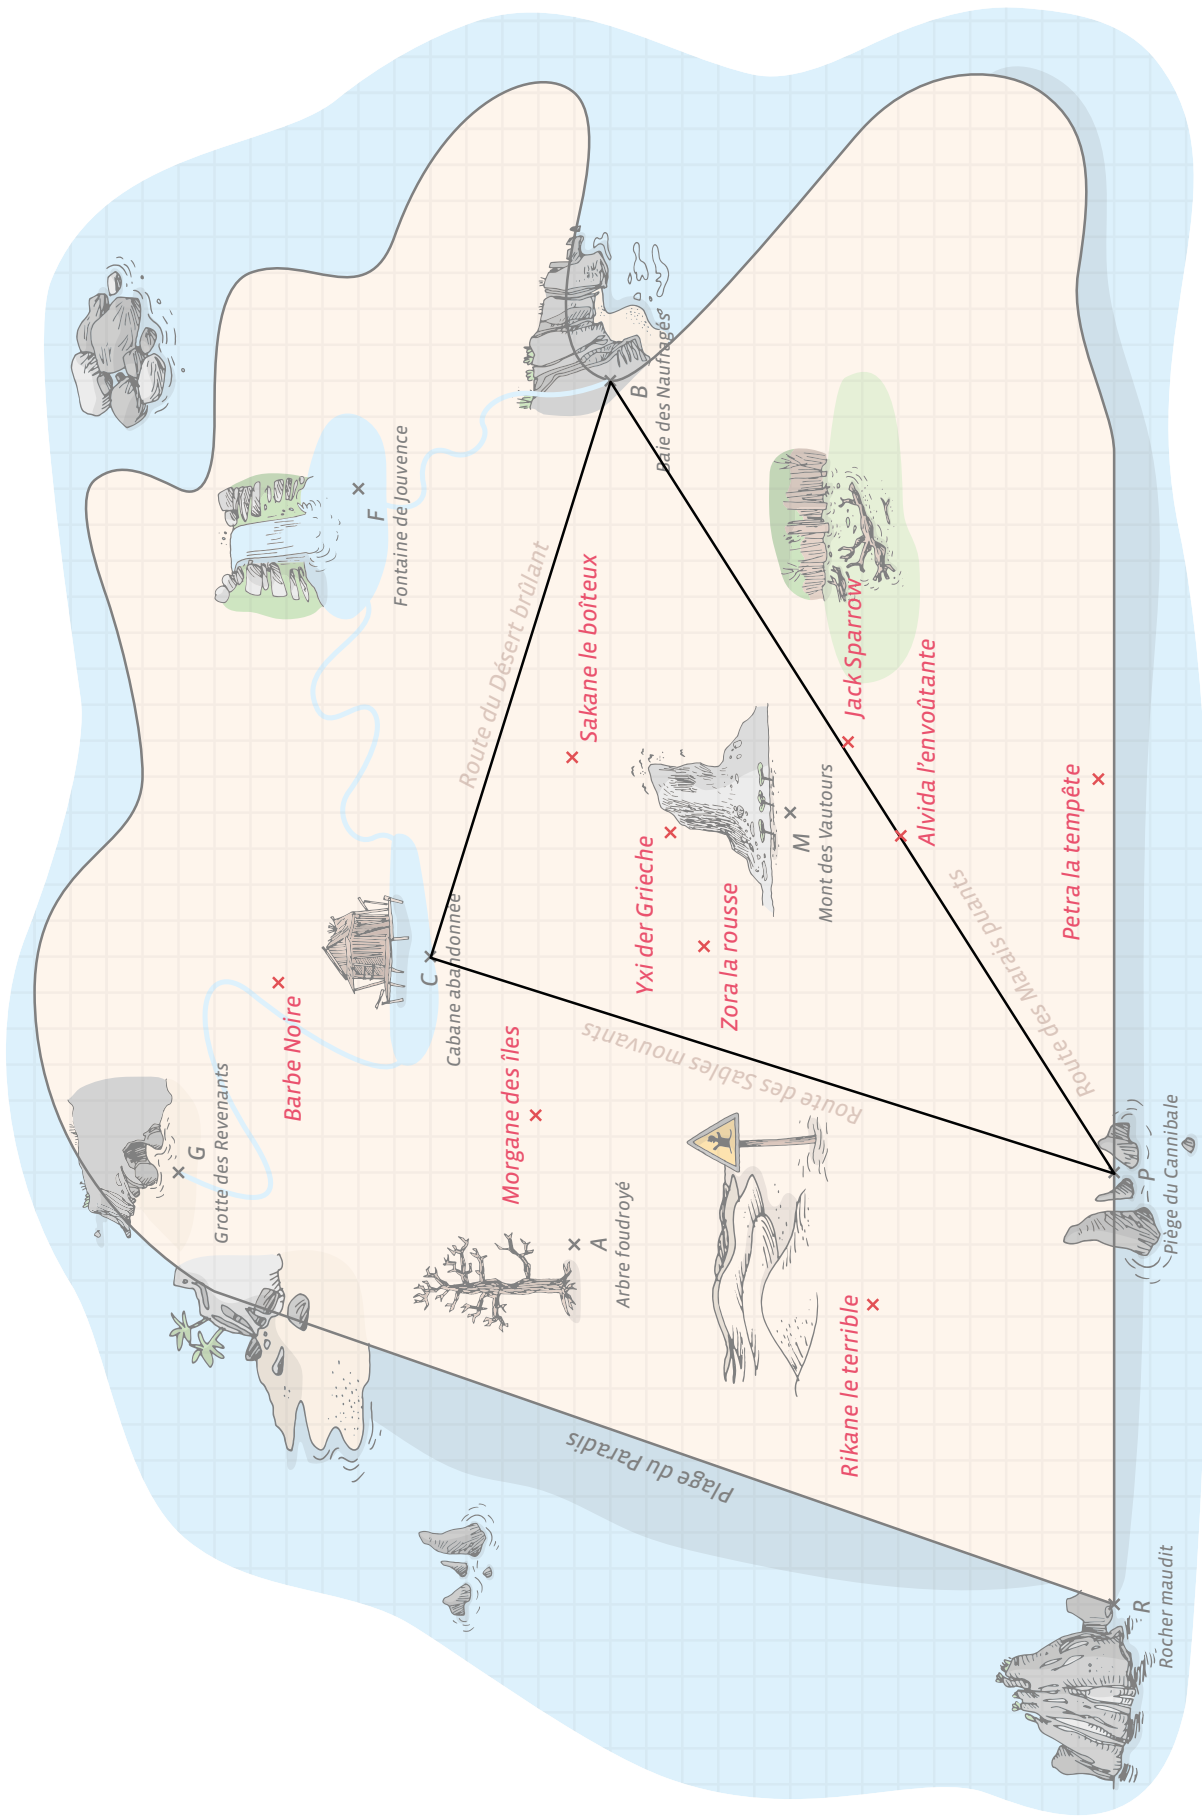 Rocher maudit
R
Plage du Paradis
Rikane le terrible
Piège du Cannibale
P
Arbre foudroyé
A
Grotte des Revenants
G
Morgane des îles
Route des Sables mouvants
Route des Marais puants
Barbe Noire
Cabane abandonnée
C
Zora la rousse
Yxi der Grieche
Mont des Vautours
M
Petra la tempête
Alvida l'envoûtante
Jack Sparrow
Sakane le boîteux
Route du Désert brûlant
Fontaine de Jouvence
F
Baie des Naufragés
B